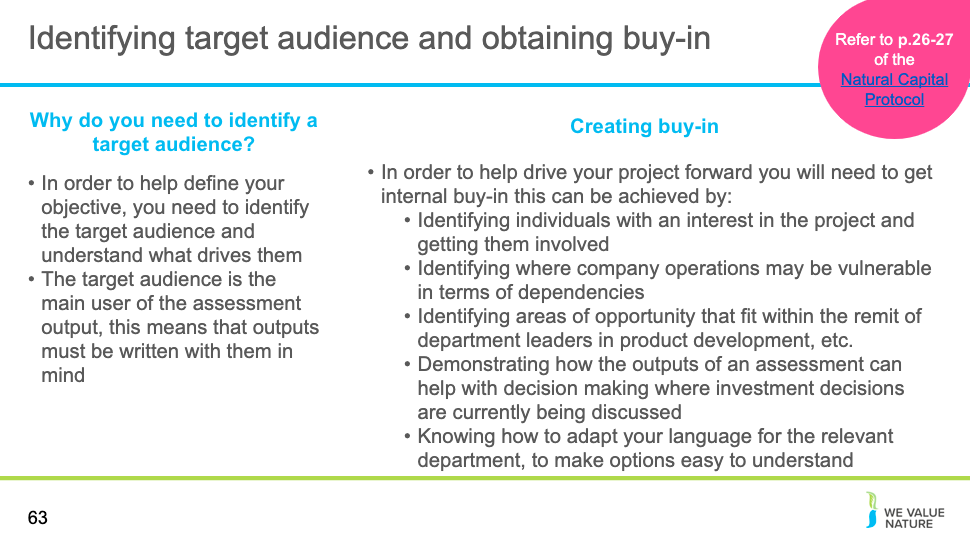 Identifying target audience and obtaining buy-in
Refer to p.26-27
of the
Natural Capital
Protocol
Why do you need to identify a
target audience?
• In order to help define your
objective, you need to identify
the target audience and
understand what drives them
• The target audience is the
main user of the assessment
output, this means that outputs
must be written with them in
mind
Creating buy-in
• In order to help drive your project forward you will need to get
internal buy-in this can be achieved by:
• Identifying individuals with an interest in the project and
getting them involved
• Identifying where company operations may be vulnerable
in terms of dependencies
• Identifying areas of opportunity that fit within the remit of
department leaders in product development, etc.
• Demonstrating how the outputs of an assessment can
help with decision making where investment decisions
are currently being discussed
• Knowing how to adapt your language for the relevant
department, to make options easy to understand
63
WE VALUE
NATURE